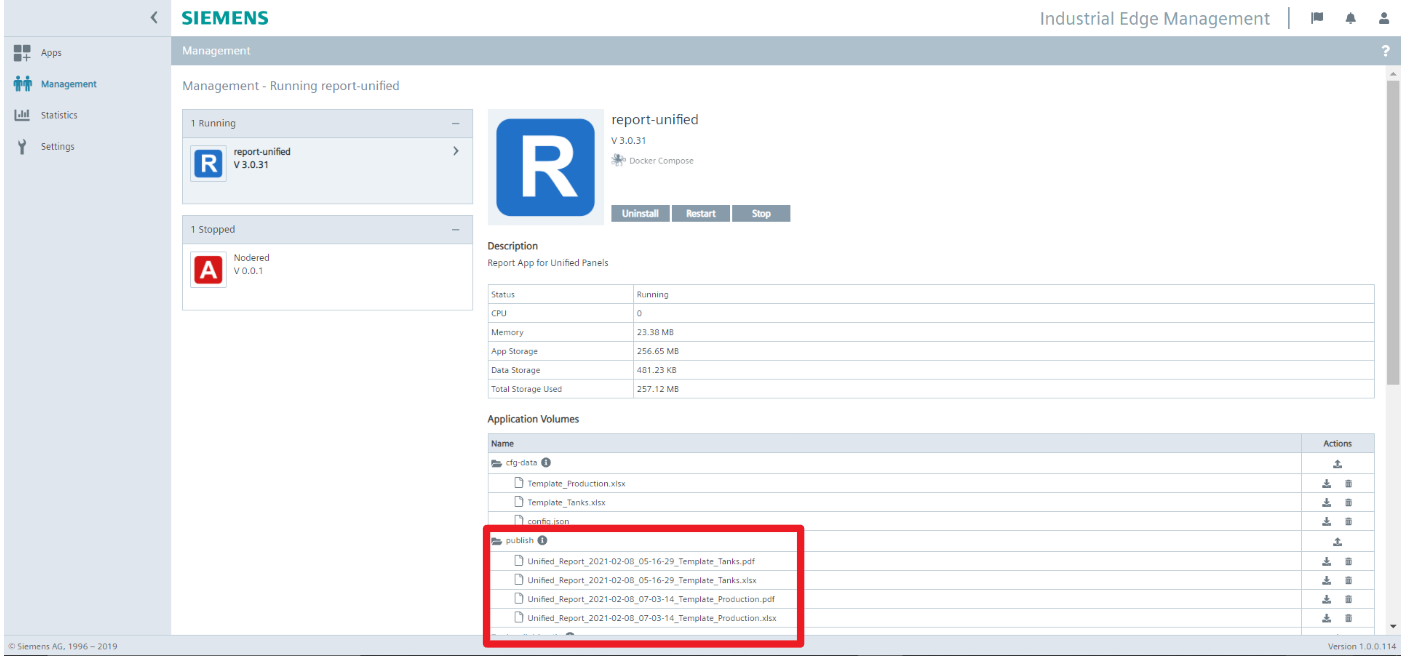 SIEMENS
Industrial Edge Management
Apps
Management
Statistics
Settings
Management
?
Management - Running report-unified
1 Running
R
report-unified
V 3.0.31
1 Stopped
A
Nodered
V 0.0.1
R
report-unified
V 3.0.31
Docker Compose
Uninstall Restart Stop
Description
Report App for Unified Panels
Status Running
CPU 0
Memory 23.38 MB
App Storage 256.65 MB
Data Storage 481.23 KB
Total Storage Used 257.12 MB
Application Volumes
Name Actions
cfg-data
Template_Production.xlsx
Template_Tanks.xlsx
config.json
publish
Unified_Report_2021-02-08_05-16-29_Template_Tanks.pdf
Unified_Report_2021-02-08_05-16-29_Template_Tanks.xlsx
Unified_Report_2021-02-08_07-03-14_Template_Production.pdf
Unified_Report_2021-02-08_07-03-14_Template_Production.xlsx
© Siemens AG, 1996 – 2019
Version 1.0.0.114